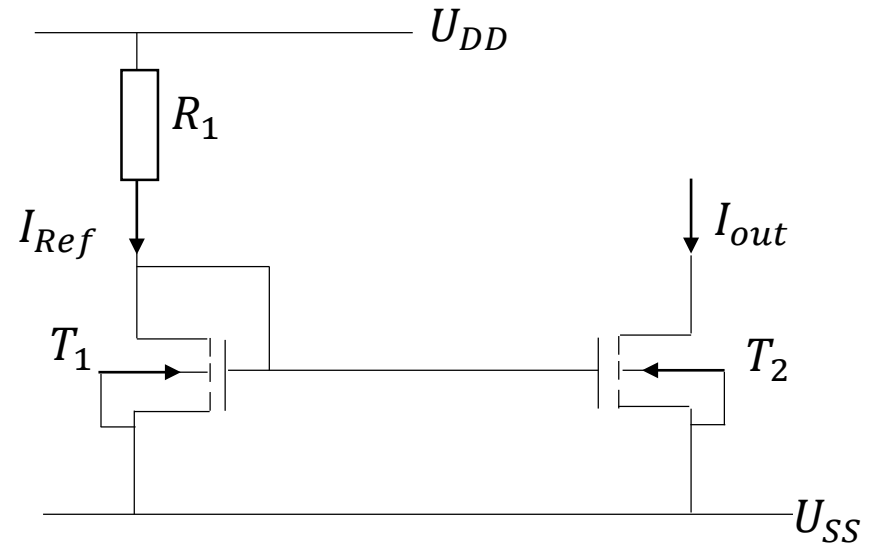 U_DD
R_1
I_Ref
I_out
T_1
T_2
U_SS